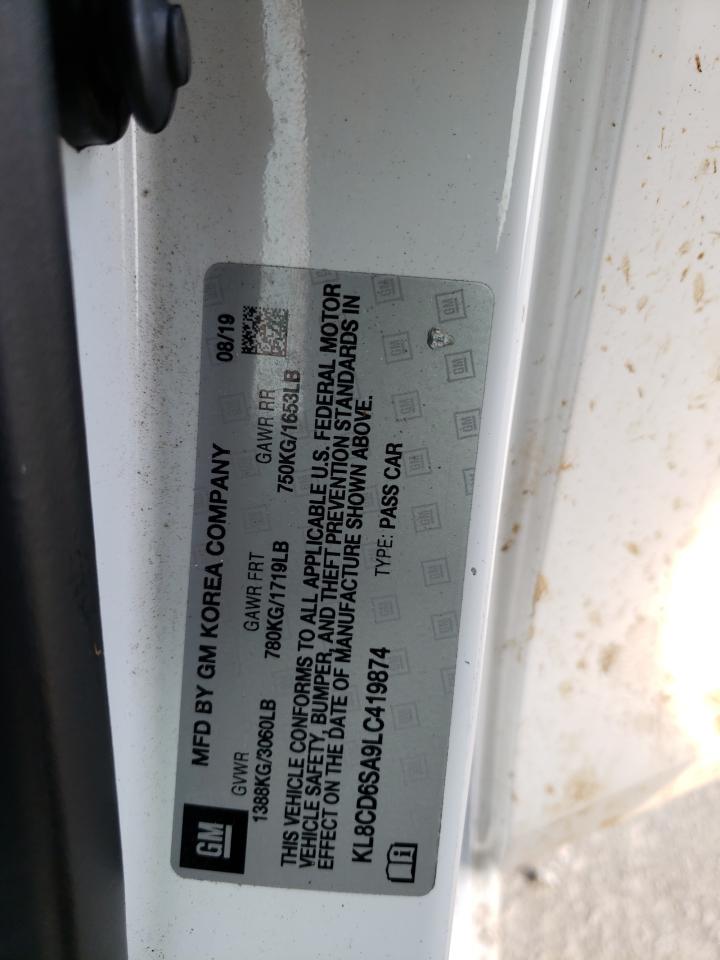 MFD BY GM KOREA COMPANY 08/19
GVWR GAWR FRT GAWR RR
1388KG/3060LB 780KG/1719LB 750KG/1653LB
THIS VEHICLE CONFORMS TO ALL APPLICABLE U.S. FEDERAL MOTOR
VEHICLE SAFETY, BUMPER, AND THEFT PREVENTION STANDARDS IN
EFFECT ON THE DATE OF MANUFACTURE SHOWN ABOVE.
KL8CD6SA9LC419874 TYPE: PASS CAR
GM